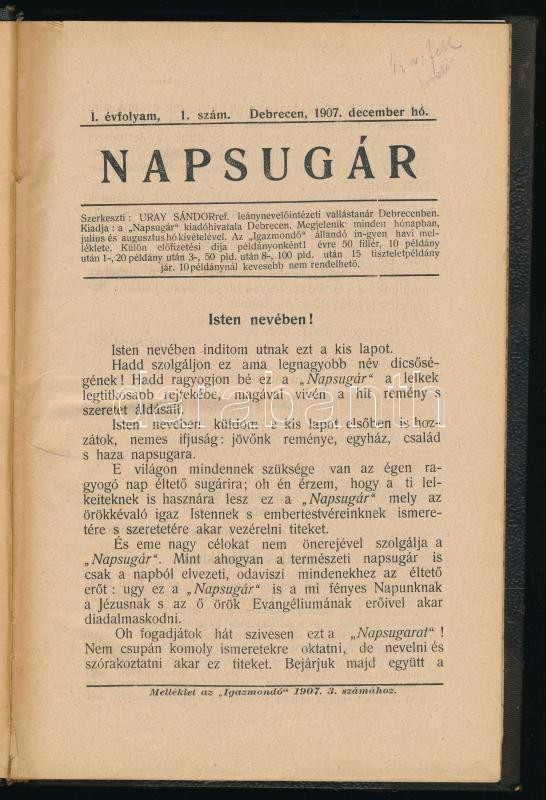 I. évfolyam, 1. szám. Debrecen, 1907. december hó.
NAPSUGÁR
Szerkeszti: URAY SÁNDORref. leánynevelőintézeti vallástanár Debrecenben.
Kiadja: a „Napsugár“ kiadóhivatala Debrecen. Megjelenik minden hónapban,
julius és augusztus hó kivételével. Az „Igazmondó“ állandó in-gyen havi mel-
léklete. Külön előfizetési dija példányonként1 évre 50 fillér, 10 példány
után 1-, 20 példány után 3-, 50 pld. után 8-, 100 pld. után 15 tiszteletpéldány
jár. 10 példánynál kevesebb nem rendelhető.
Isten nevében!
Isten nevében inditom utnak ezt a kis lapot.
Hadd szolgáljon ez ama legnagyobb név dicsősé-
gének! Hadd ragyogjon bé ez a „Napsugár“ a lelkek
legtitkosabb rejtekébe, magával vivén a hit remény s
szeretet áldásait.
Isten nevében küldöm e kis lapot elsőben is hoz-
zátok, nemes ifjuság: jövőnk reménye, egyház, család
s haza napsugara.
E világon mindennek szüksége van az égen ra-
gyogó nap éltető sugárira; oh én érzem, hogy a ti lel-
keiteknek is hasznára lesz ez a „Napsugár“ mely az
örökkévaló igaz Istennek s embertestvéreinknek ismere-
tére s szeretetére akar vezérelni titeket.
És eme nagy célokat nem önerejével szolgálja a
„Napsugár“. Mint ahogyan a természeti napsugár is
csak a napból elvezeti, odaviszi mindenekhez az éltető
erőt: ugy ez a „Napsugár“ is a mi fényes Napunknak
a Jézusnak s az ő örök Evangéliumának erőivel akar
diadalmaskodni.
Oh fogadjátok hát szivesen ezt a „Napsugarat“!
Nem csupán komoly ismeretekre oktatni, de nevelni és
szórakoztatni akar ez titeket. Bejárjuk majd együtt a
Melléklet az „Igazmondó“ 1907. 3. számához.
darabanth